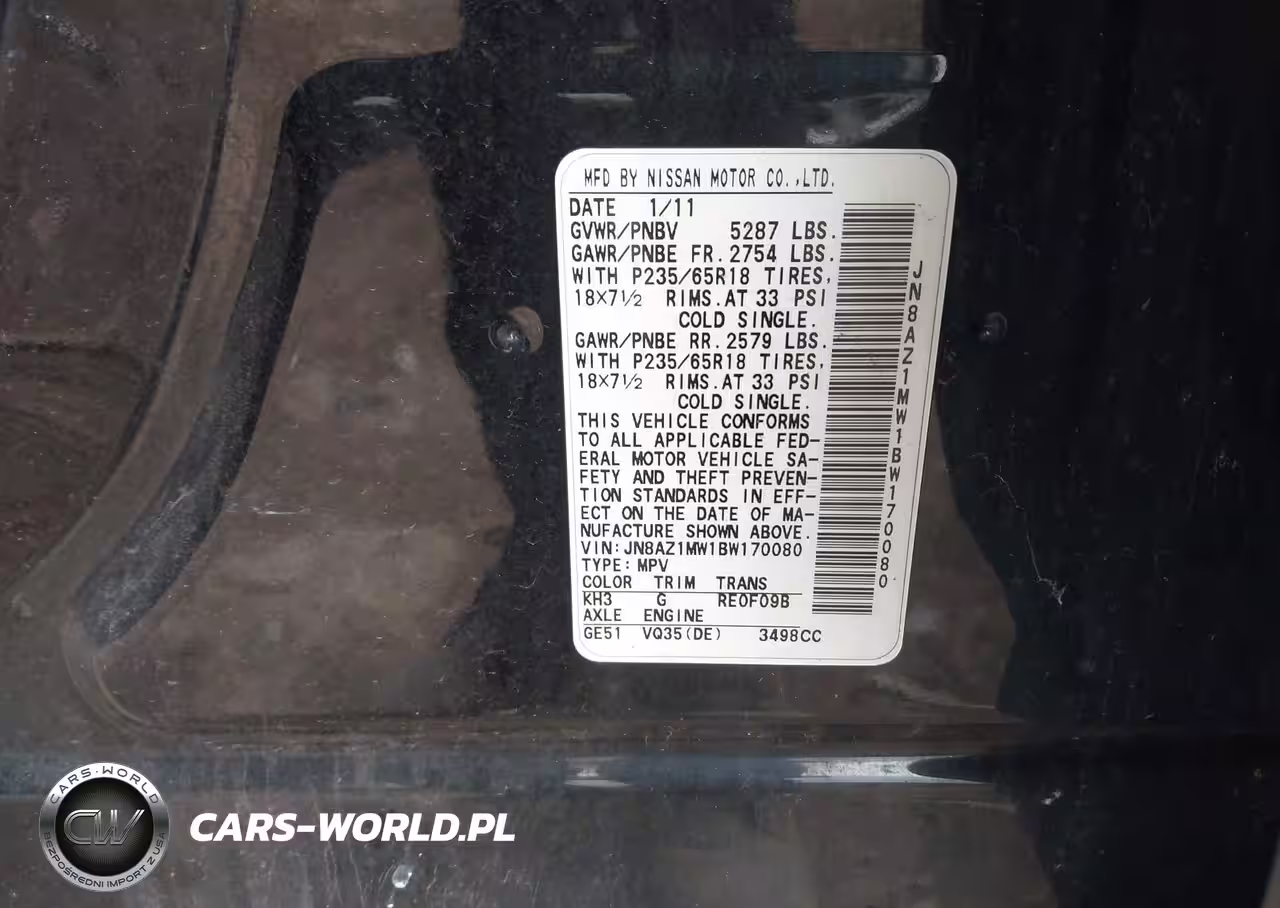 MFD BY NISSAN MOTOR CO.,LTD.
DATE 1/11
GVWR/PNBV 5287 LBS.
GAWR/PNBE FR. 2754 LBS.
WITH P235/65R18 TIRES,
18X7½ RIMS.AT 33 PSI
COLD SINGLE.
GAWR/PNBE RR. 2579 LBS.
WITH P235/65R18 TIRES,
18X7½ RIMS.AT 33 PSI
COLD SINGLE.
THIS VEHICLE CONFORMS
TO ALL APPLICABLE FED-
ERAL MOTOR VEHICLE SA-
FETY AND THEFT PREVEN-
TION STANDARDS IN EFF-
ECT ON THE DATE OF MA-
NUFACTURE SHOWN ABOVE.
VIN: JN8AZ1MW1BW170080
TYPE: MPV
COLOR TRIM TRANS
KH3 G RE0F09B
AXLE ENGINE
GE51 VQ35(DE) 3498CC
JN8AZ1MW1BW170080
CARS-WORLD
CW
BEZPOŚREDNI IMPORT Z USA
CARS-WORLD.PL